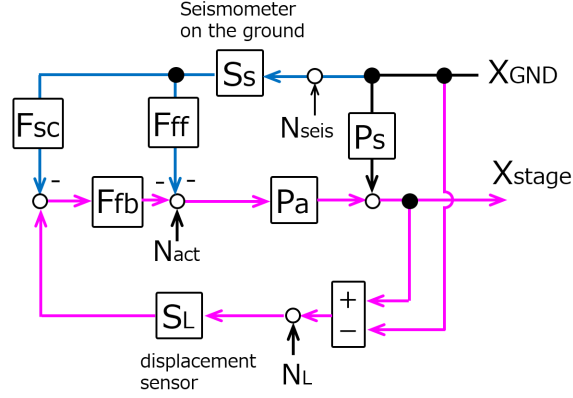 Seismometer
on the ground
Ss
XGND
Nseis
Fsc
Fff
Ps
-
-
-
Xstage
Ffb
Pa
Nact
+
−
SL
displacement
sensor
NL